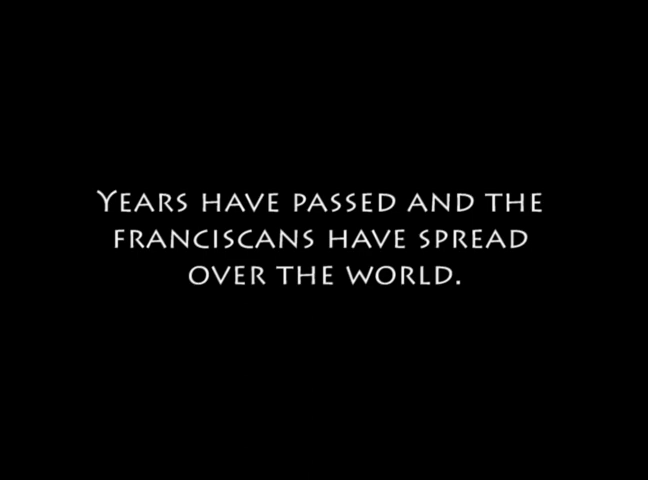 Years have passed and the
franciscans have spread
over the world.